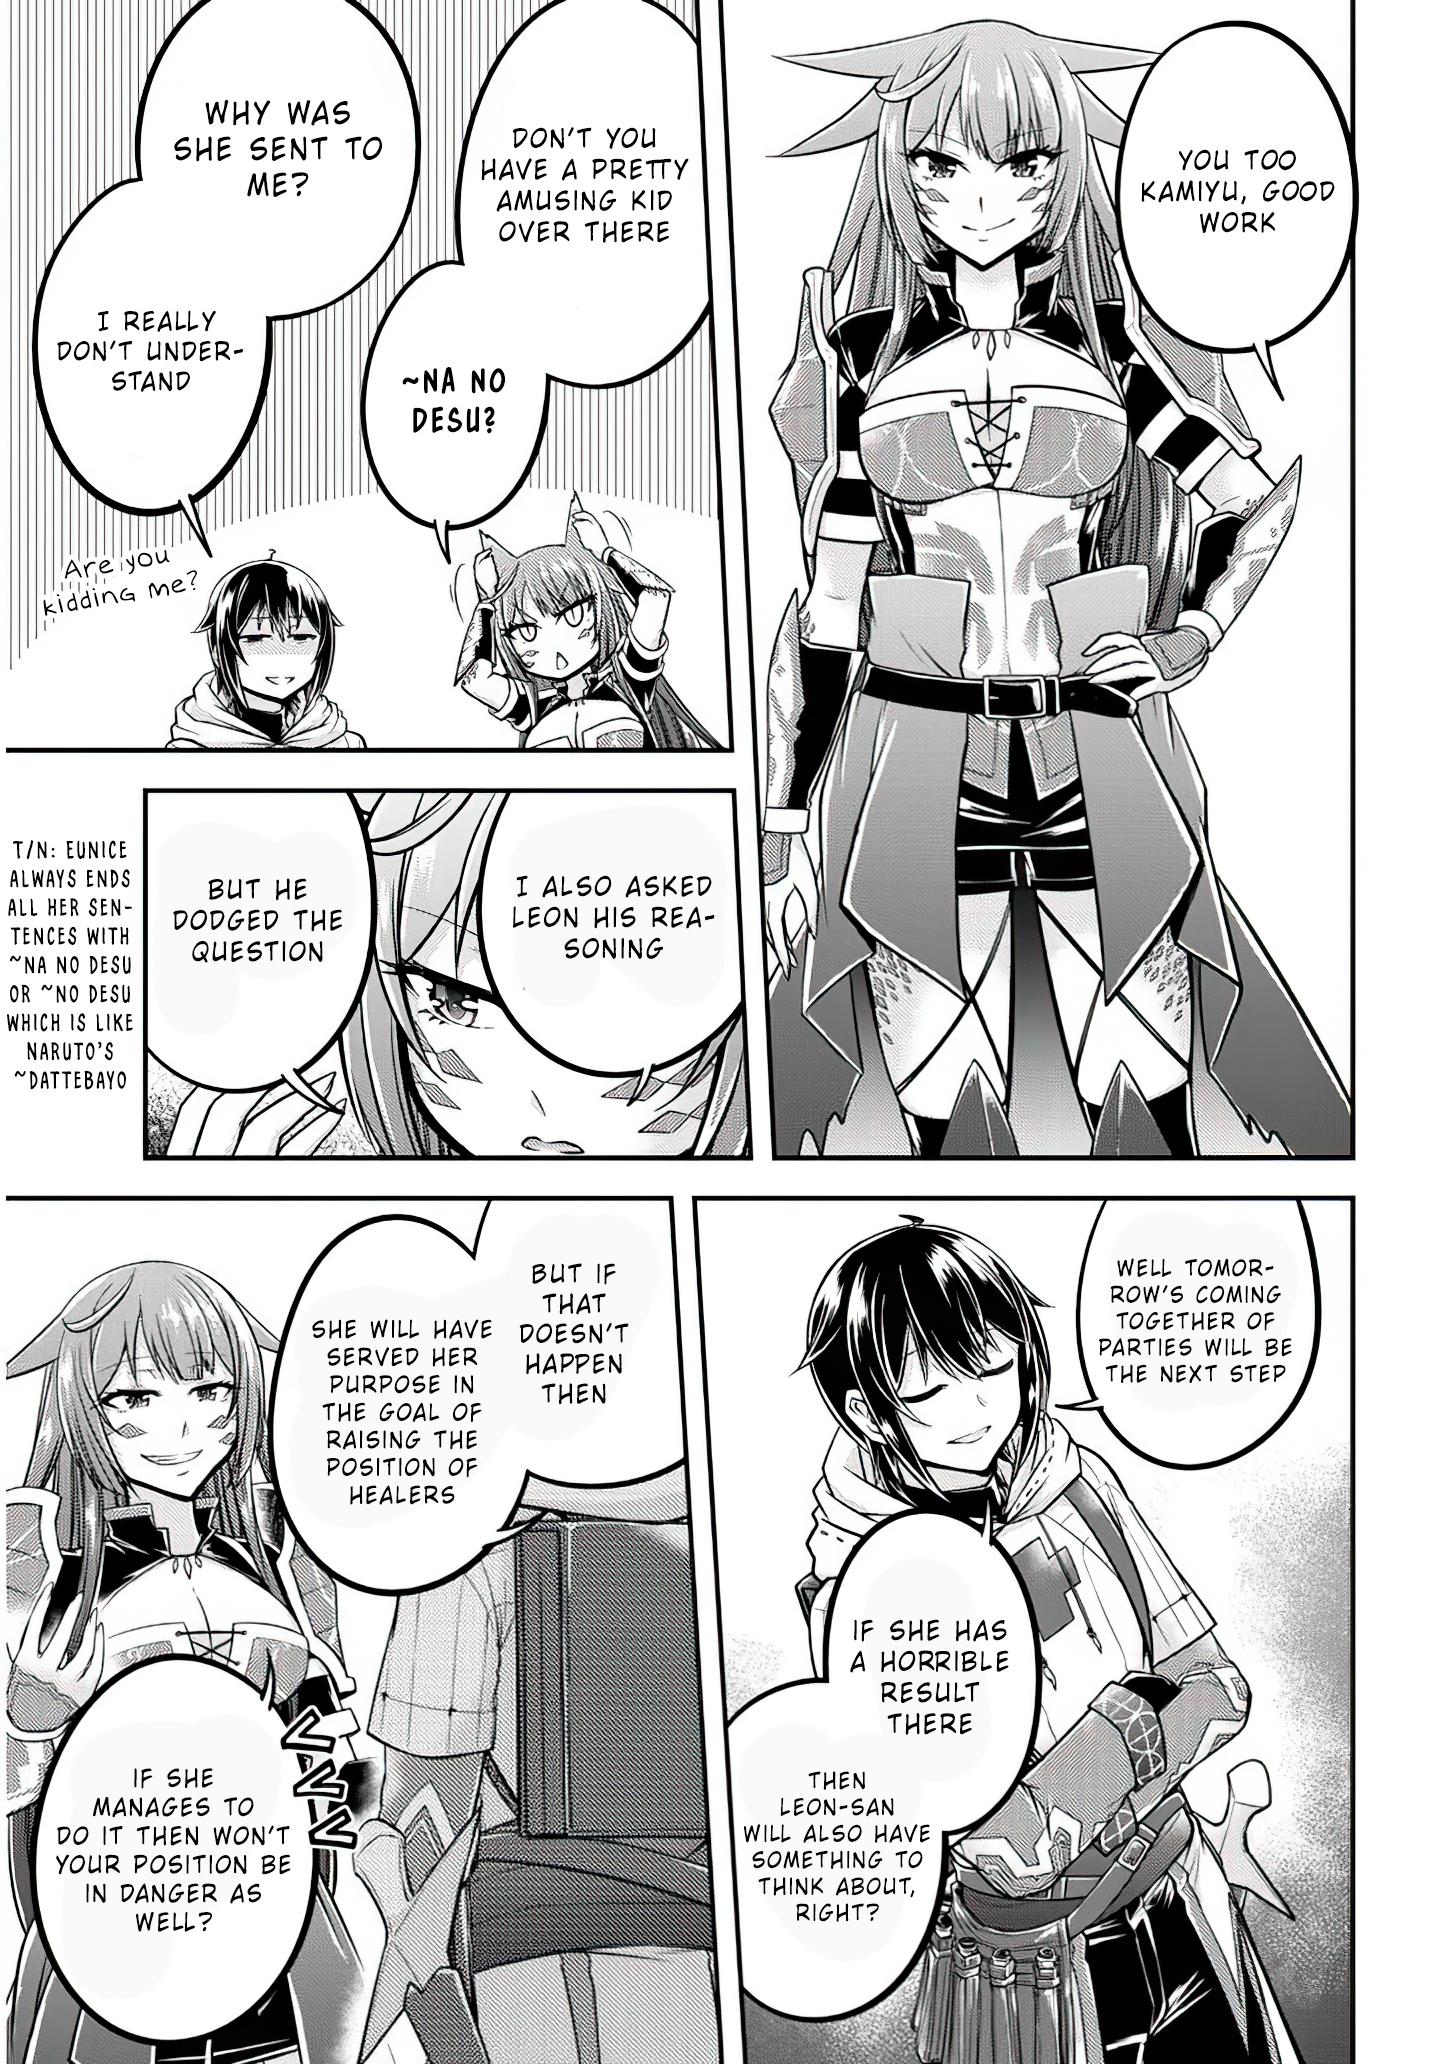 YOU TOO
KAMIYU, GOOD
WORK
DON'T YOU
HAVE A PRETTY
AMUSING KID
OVER THERE
~NA NO
DESU?
WHY WAS
SHE SENT TO
ME?
I REALLY
DON'T UNDER-
STAND
Are you
kidding me?
I ALSO ASKED
LEON HIS REA-
SONING
BUT HE
DODGED THE
QUESTION
T/N: EUNICE
ALWAYS ENDS
ALL HER SEN-
TENCES WITH
~NA NO DESU
OR ~NO DESU
WHICH IS LIKE
NARUTO'S
~DATTEBAYO
WELL TOMOR-
ROW'S COMING
TOGETHER OF
PARTIES WILL BE
THE NEXT STEP
IF SHE HAS
A HORRIBLE
RESULT
THERE
THEN
LEON-SAN
WILL ALSO HAVE
SOMETHING TO
THINK ABOUT,
RIGHT?
BUT IF
THAT
DOESN'T
HAPPEN
THEN
SHE WILL HAVE
SERVED HER
PURPOSE IN
THE GOAL OF
RAISING THE
POSITION OF
HEALERS
IF SHE
MANAGES TO
DO IT THEN WON'T
YOUR POSITION BE
IN DANGER AS
WELL?